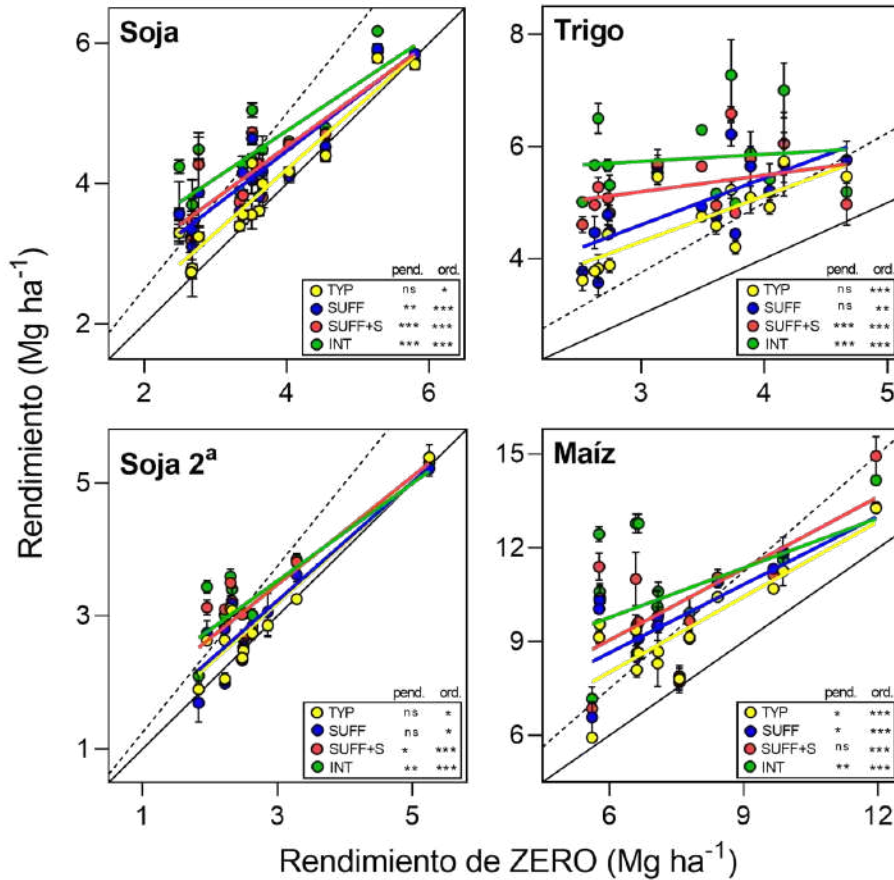 Rendimiento (Mg ha⁻¹)
Soja
6
4
2
2
4
6
pend. ord.
TYP ns *
SUFF ** ***
SUFF+S *** ***
INT *** ***
Trigo
8
6
4
3
4
5
pend. ord.
TYP ns ***
SUFF ns **
SUFF+S *** ***
INT *** ***
Soja 2ª
5
3
1
1
3
5
pend. ord.
TYP ns *
SUFF ns *
SUFF+S * ***
INT ** ***
Maíz
15
12
9
6
6
9
12
pend. ord.
TYP * ***
SUFF * ***
SUFF+S ns ***
INT ** ***
Rendimiento de ZERO (Mg ha⁻¹)